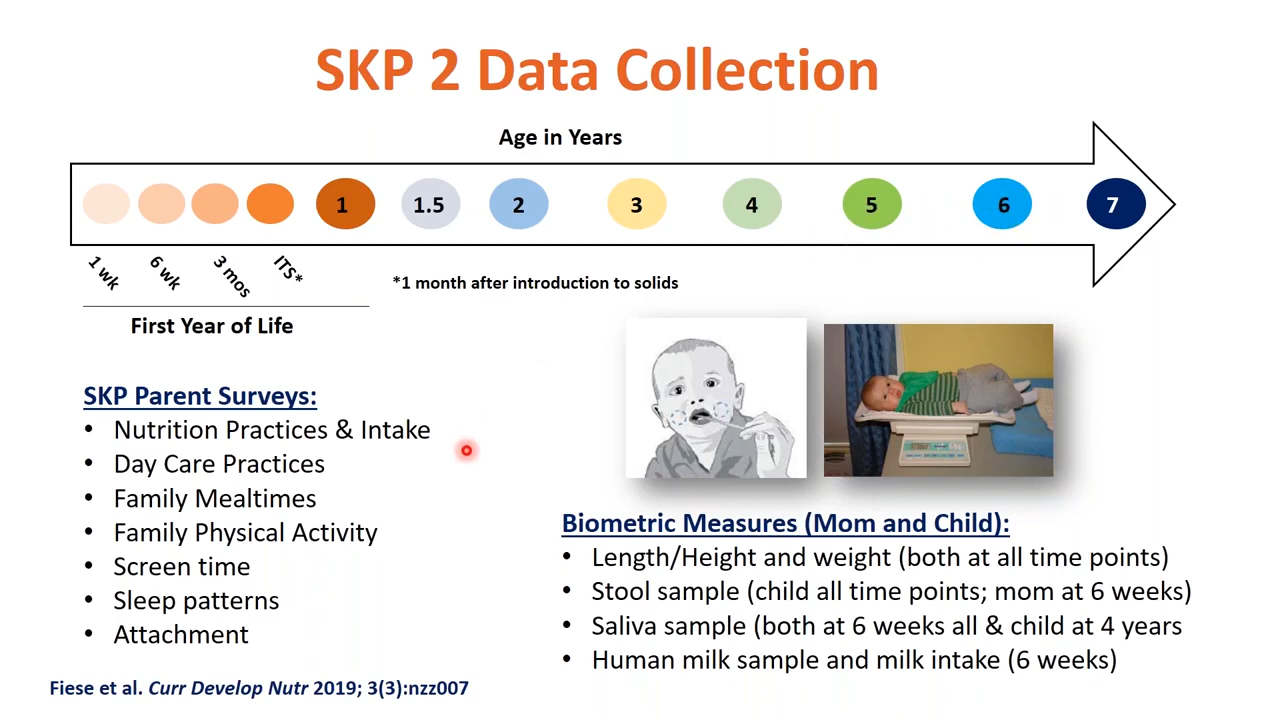 SKP 2 Data Collection
Age in Years
1 1.5 2 3 4 5 6 7
1 wk 6 wk 3 mos ITS*
*1 month after introduction to solids
First Year of Life
SKP Parent Surveys:
• Nutrition Practices & Intake
• Day Care Practices
• Family Mealtimes
• Family Physical Activity
• Screen time
• Sleep patterns
• Attachment
Biometric Measures (Mom and Child):
• Length/Height and weight (both at all time points)
• Stool sample (child all time points; mom at 6 weeks)
• Saliva sample (both at 6 weeks all & child at 4 years
• Human milk sample and milk intake (6 weeks)
Fiese et al. Curr Develop Nutr 2019; 3(3):nzz007